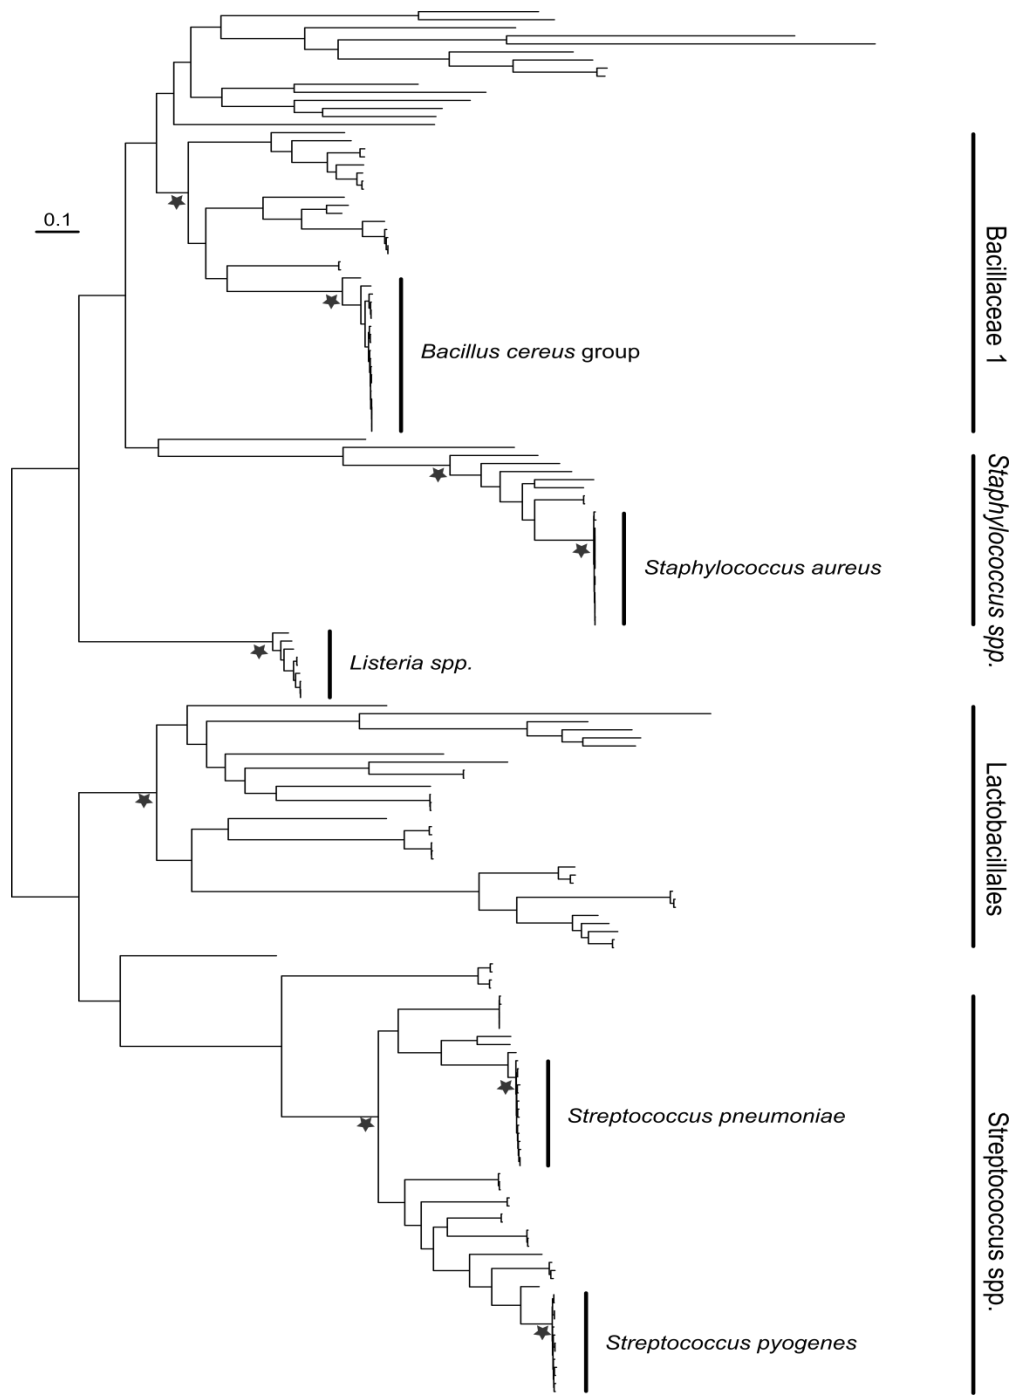 0.1
Bacillaceae 1
Bacillus cereus group
Staphylococcus spp.
Staphylococcus aureus
Listeria spp.
Lactobacillales
Streptococcus spp.
Streptococcus pneumoniae
Streptococcus pyogenes